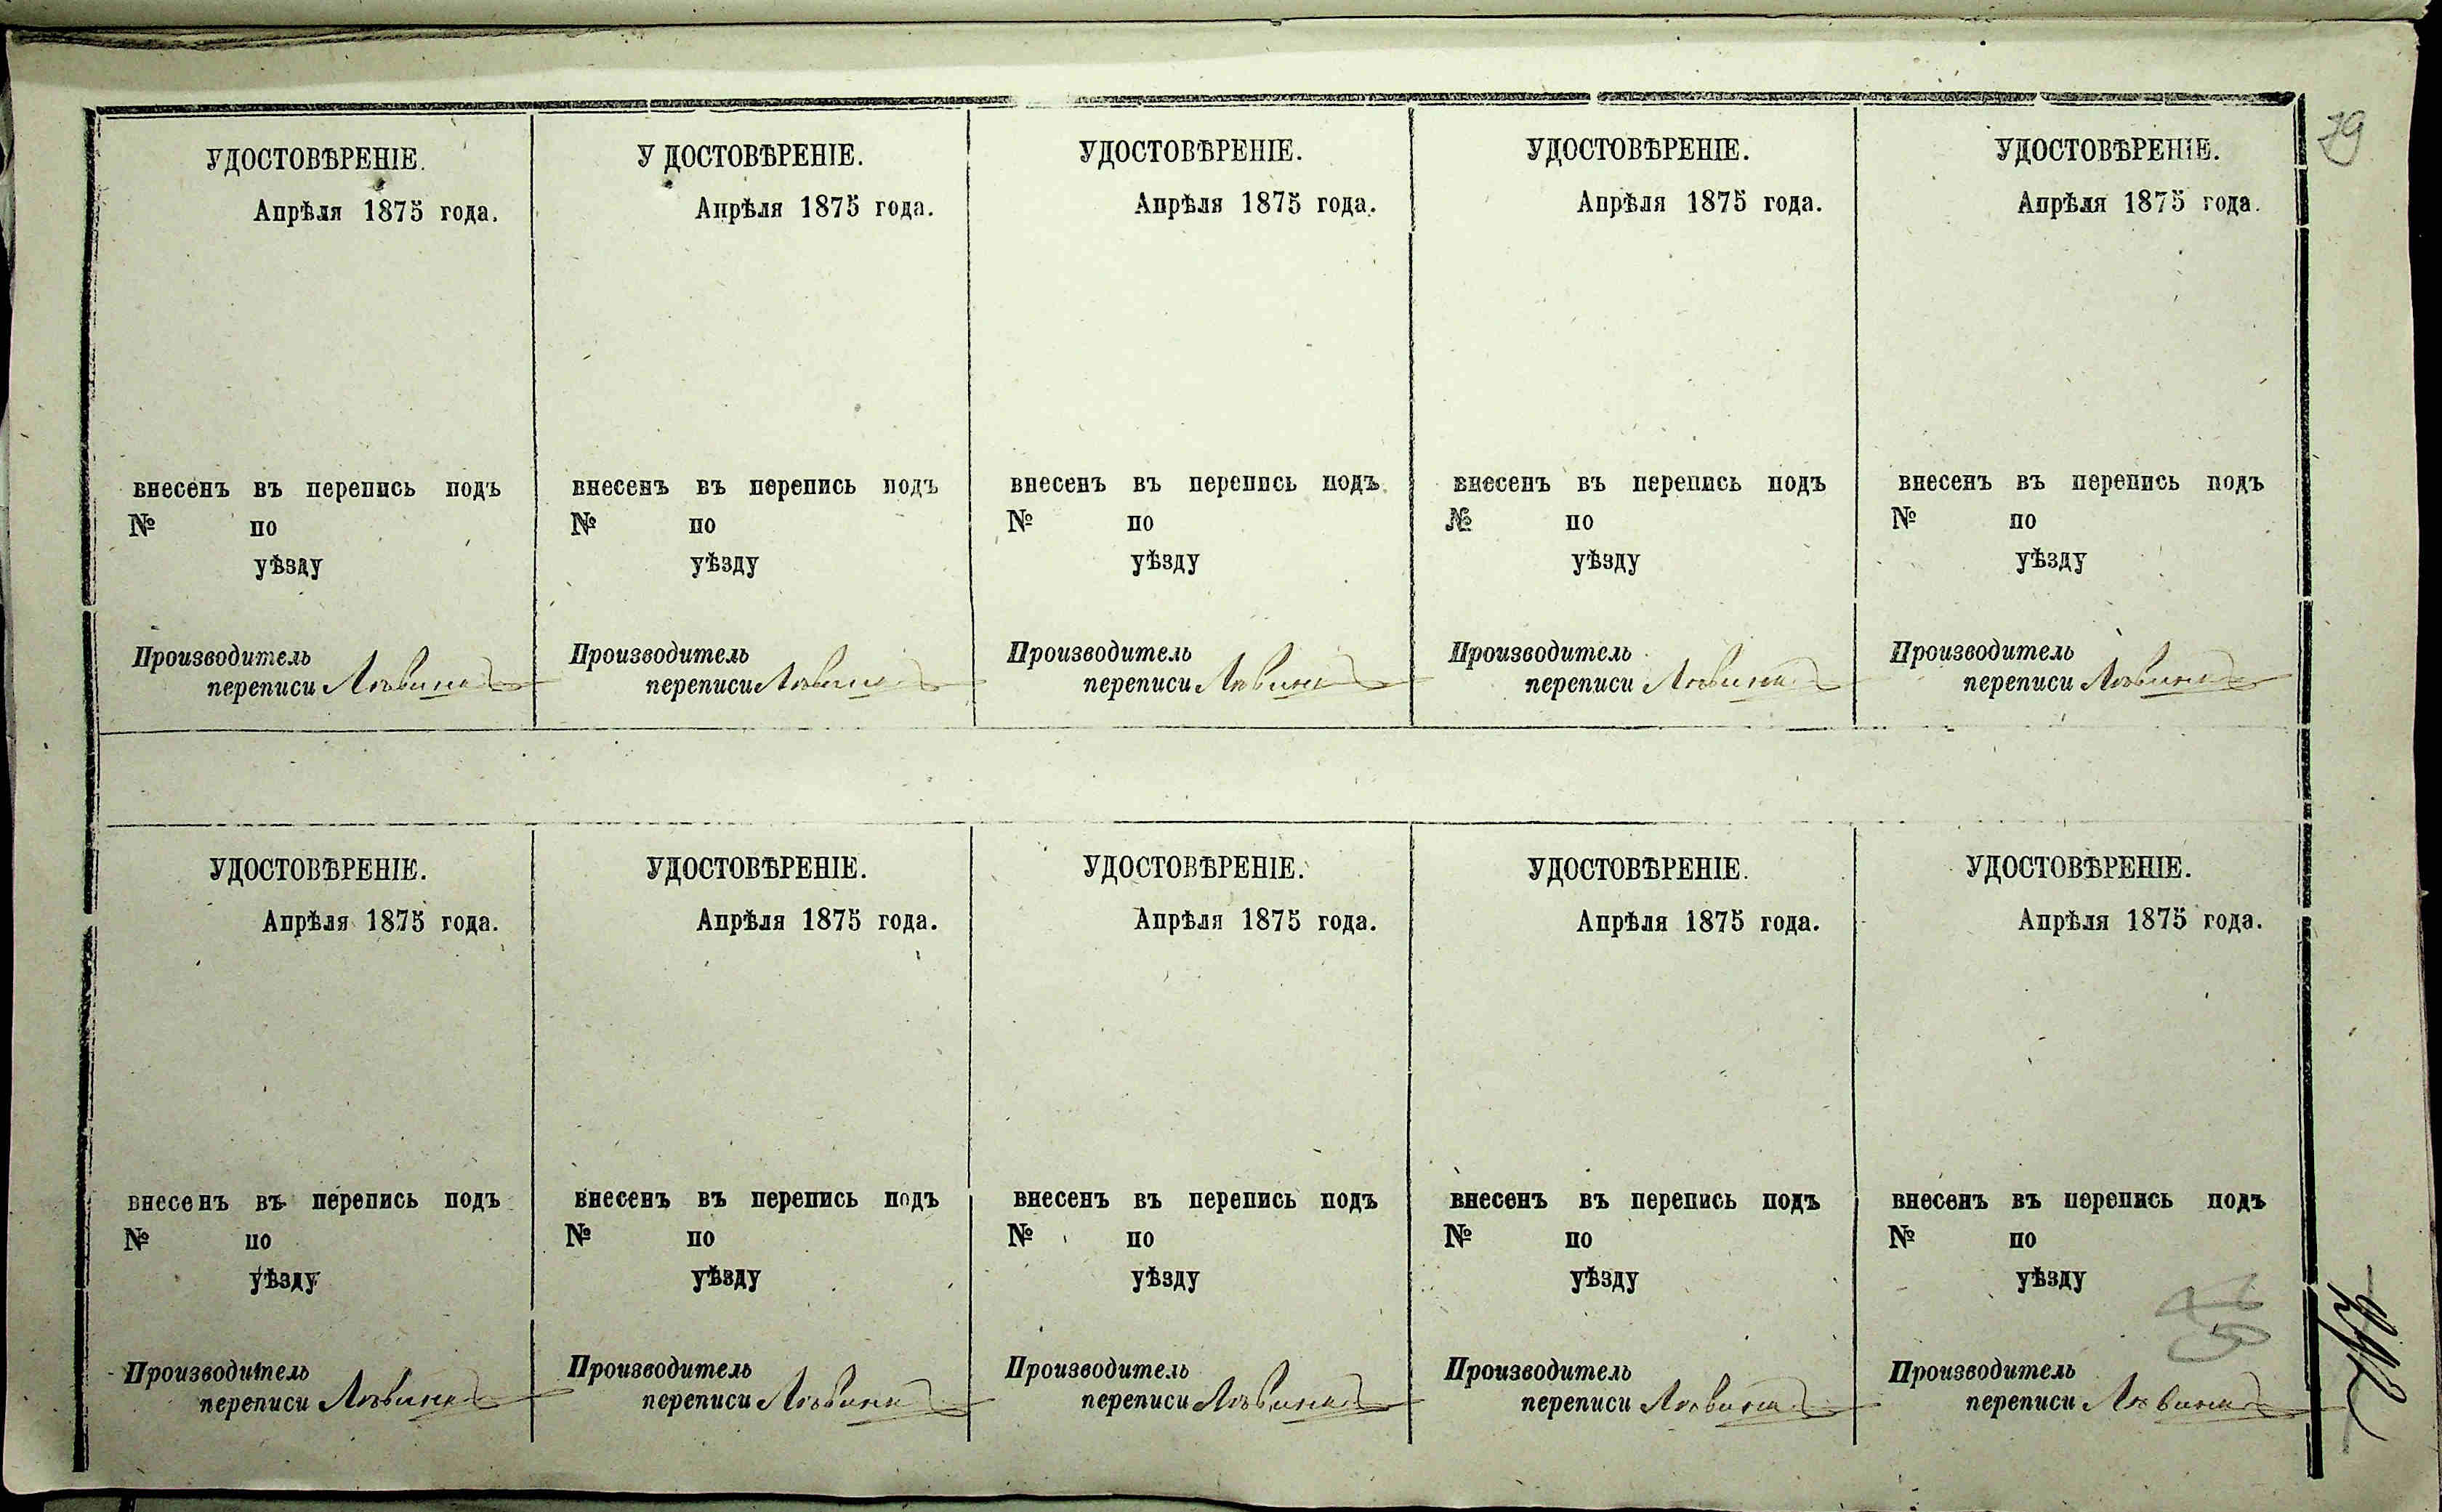 79
УДОСТОВѢРЕНІЕ.
Апрѣля 1875 года.
внесенъ въ перепись подъ
№ по
уѣзду
Производитель
переписи
У ДОСТОВѢРЕНІЕ.
Апрѣля 1875 года.
внесенъ въ перепись подъ
№ по
уѣзду
Производитель
переписи
УДОСТОВѢРЕНІЕ.
Апрѣля 1875 года.
внесенъ въ перепись подъ
№ по
уѣзду
Производитель
переписи
УДОСТОВѢРЕНІЕ.
Апрѣля 1875 года.
внесенъ въ перепись подъ
№ по
уѣзду
Производитель
переписи
УДОСТОВѢРЕНІЕ.
Апрѣля 1875 года.
внесенъ въ перепись подъ
№ по
уѣзду
Производитель
переписи
УДОСТОВѢРЕНІЕ.
Апрѣля 1875 года.
внесенъ въ перепись подъ
№ по
уѣзду
Производитель
переписи
УДОСТОВѢРЕНІЕ.
Апрѣля 1875 года.
внесенъ въ перепись подъ
№ по
уѣзду
Производитель
переписи
УДОСТОВѢРЕНІЕ.
Апрѣля 1875 года.
внесенъ въ перепись подъ
№ по
уѣзду
Производитель
переписи
УДОСТОВѢРЕНІЕ.
Апрѣля 1875 года.
внесенъ въ перепись подъ
№ по
уѣзду
Производитель
переписи
УДОСТОВѢРЕНІЕ.
Апрѣля 1875 года.
внесенъ въ перепись подъ
№ по
уѣзду
Производитель
переписи